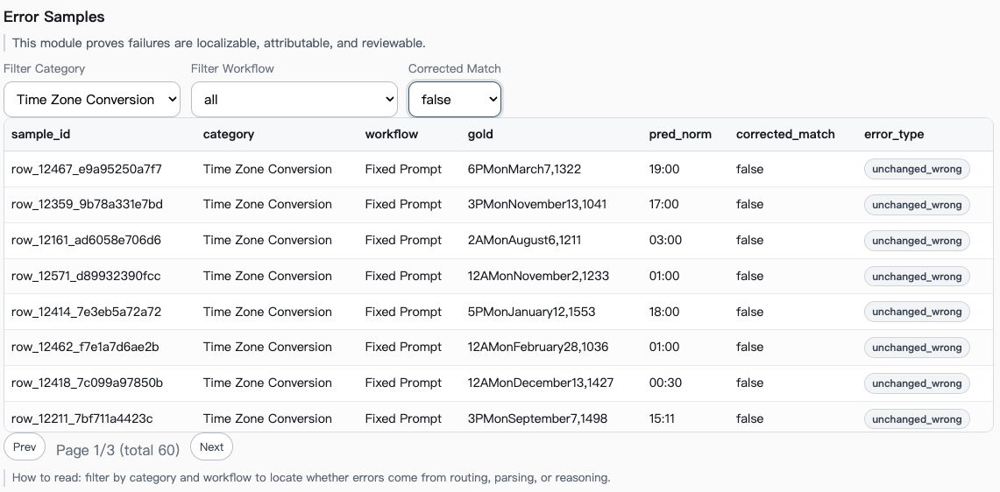 Error Samples
This module proves failures are localizable, attributable, and reviewable.
Filter Category Filter Workflow Corrected Match
Time Zone Conversion all false
sample_id category workflow gold pred_norm corrected_match error_type
row_12467_e9a95250a7f7 Time Zone Conversion Fixed Prompt 6PMonMarch7,1322 19:00 false unchanged_wrong
row_12359_9b78a331e7bd Time Zone Conversion Fixed Prompt 3PMonNovember13,1041 17:00 false unchanged_wrong
row_12161_ad6058e706d6 Time Zone Conversion Fixed Prompt 2AMonAugust6,1211 03:00 false unchanged_wrong
row_12571_d89932390fcc Time Zone Conversion Fixed Prompt 12AMonNovember2,1233 01:00 false unchanged_wrong
row_12414_7e3eb5a72a72 Time Zone Conversion Fixed Prompt 5PMonJanuary12,1553 18:00 false unchanged_wrong
row_12462_f7e1a7d6ae2b Time Zone Conversion Fixed Prompt 12AMonFebruary28,1036 01:00 false unchanged_wrong
row_12418_7c099a97850b Time Zone Conversion Fixed Prompt 12AMonDecember13,1427 00:30 false unchanged_wrong
row_12211_7bf711a4423c Time Zone Conversion Fixed Prompt 3PMonSeptember7,1498 15:11 false unchanged_wrong
Prev Page 1/3 (total 60) Next
How to read: filter by category and workflow to locate whether errors come from routing, parsing, or reasoning.